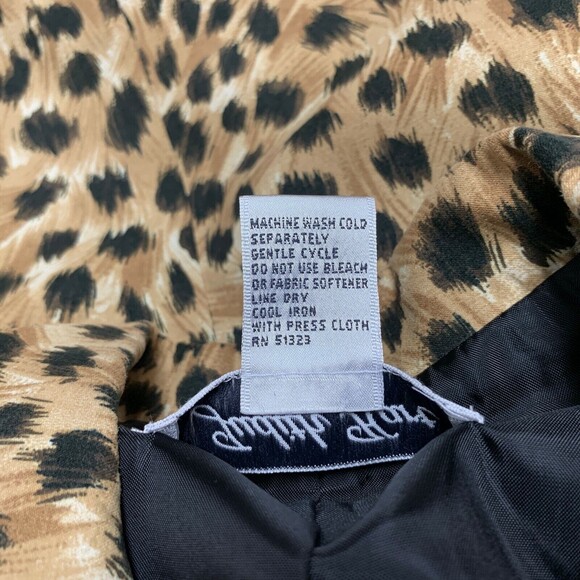 MACHINE WASH COLD
SEPARATELY
GENTLE CYCLE
DO NOT USE BLEACH
OR FABRIC SOFTENER
LINE DRY
COOL IRON
WITH PRESS CLOTH
RN 51323